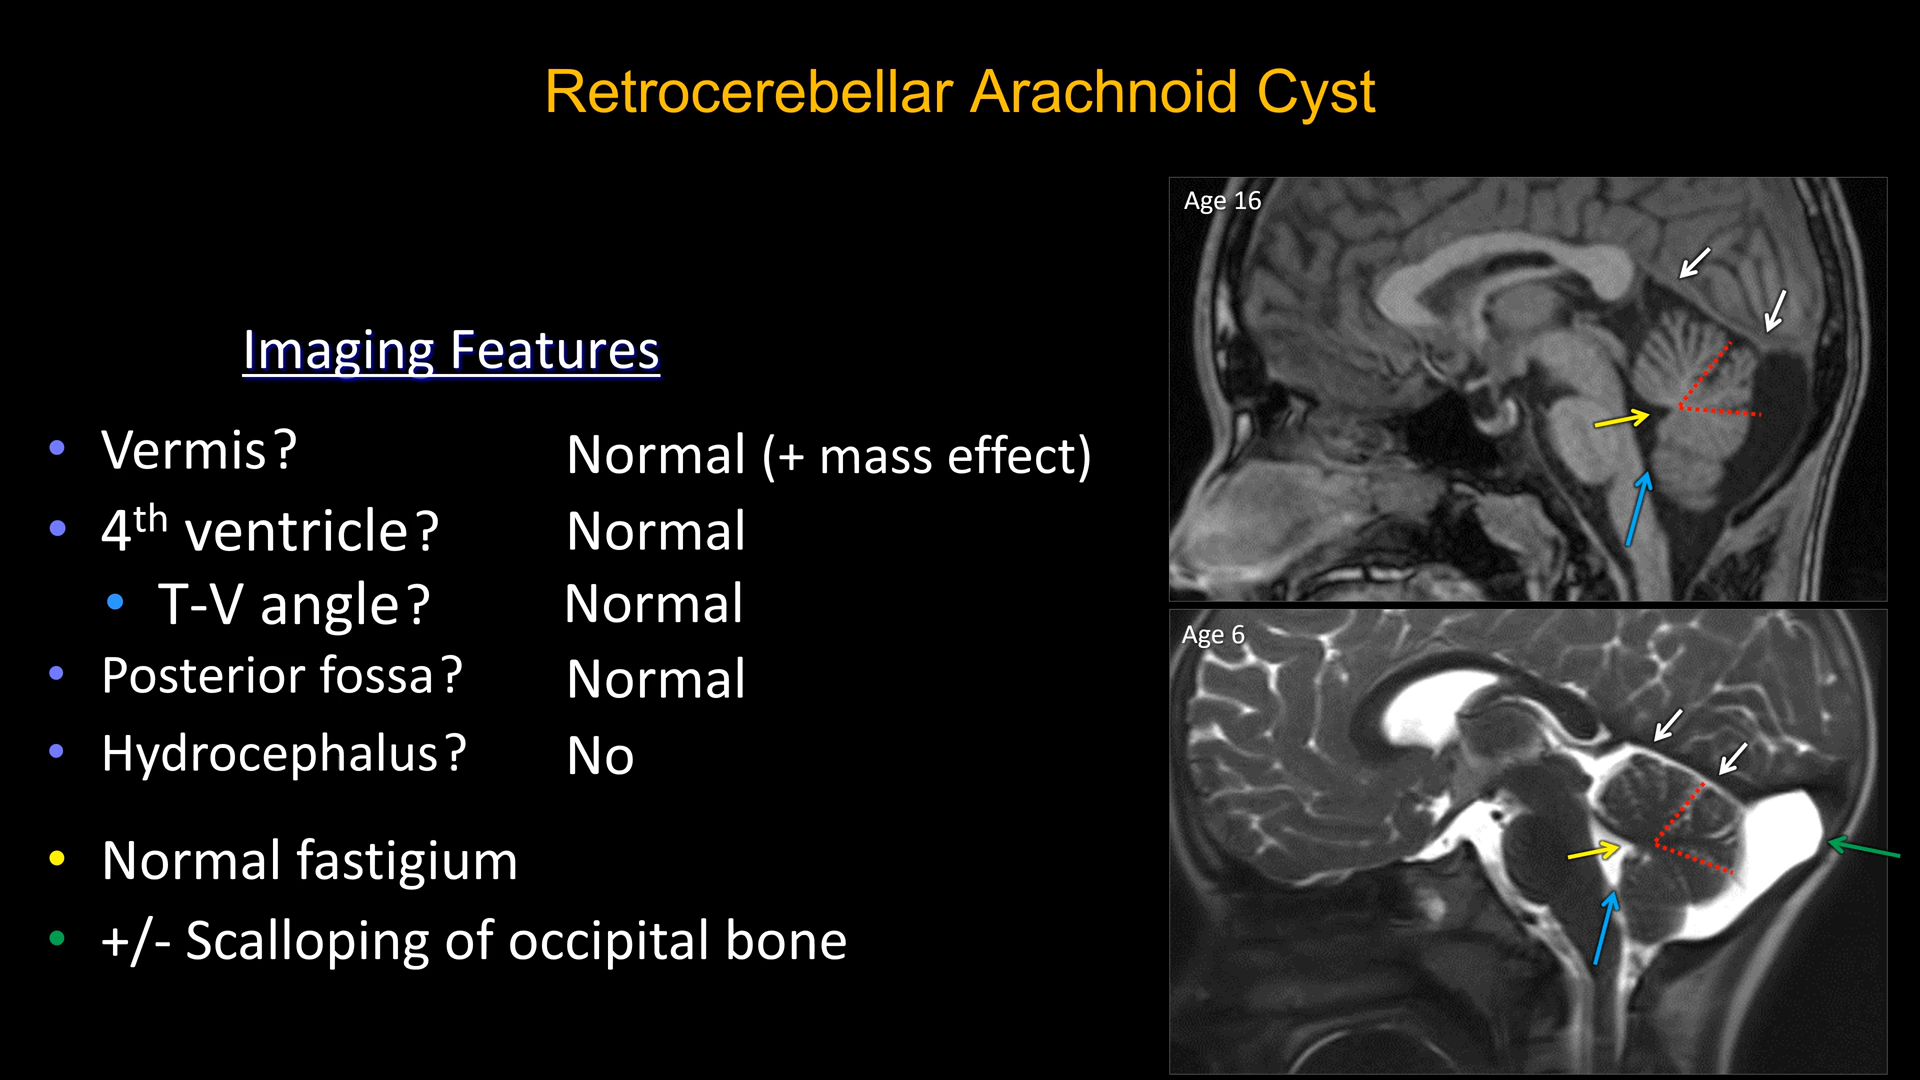 Retrocerebellar Arachnoid Cyst
Imaging Features
• Vermis? Normal (+ mass effect)
• 4th ventricle? Normal
• T-V angle? Normal
• Posterior fossa? Normal
• Hydrocephalus? No
• Normal fastigium
• +/- Scalloping of occipital bone
Age 16
Age 6